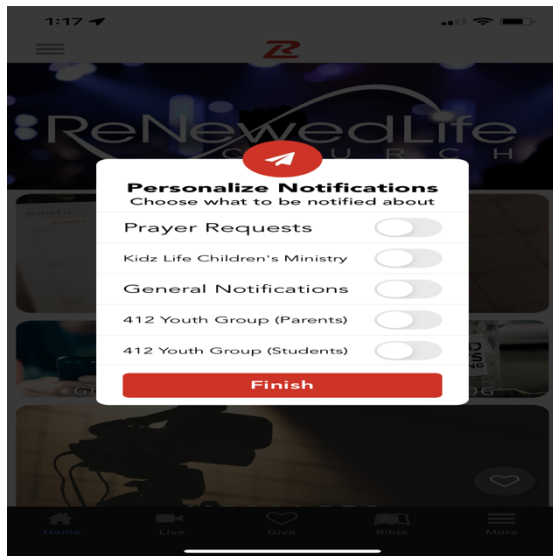 1:17
R
ReNewedLife
CHURCH
Personalize Notifications
Choose what to be notified about
Prayer Requests
Kidz Life Children's Ministry
General Notifications
412 Youth Group (Parents)
412 Youth Group (Students)
Finish
Home
Live
Give
Bible
More